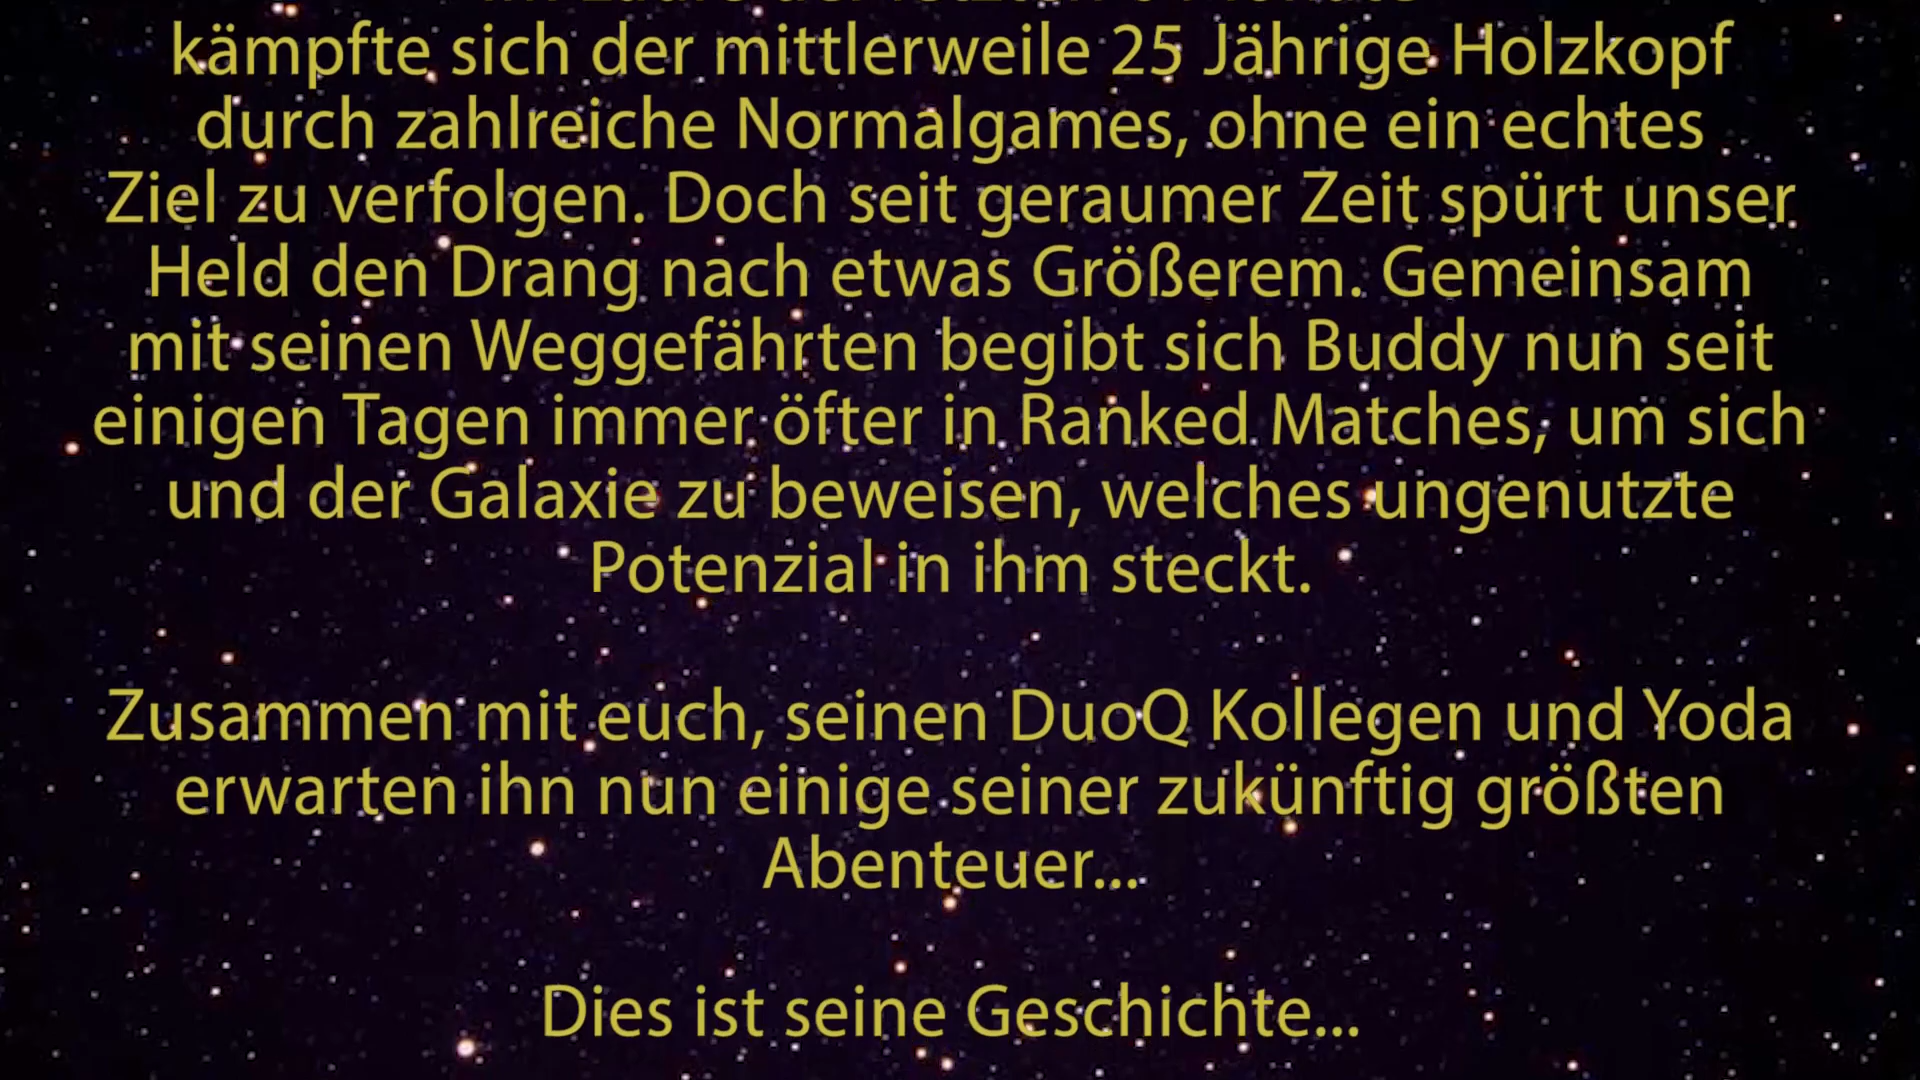 kämpfte sich der mittlerweile 25 Jährige Holzkopf
durch zahlreiche Normalgames, ohne ein echtes
Ziel zu verfolgen. Doch seit geraumer Zeit spürt unser
Held den Drang nach etwas Größerem. Gemeinsam
mit seinen Weggefährten begibt sich Buddy nun seit
einigen Tagen immer öfter in Ranked Matches, um sich
und der Galaxie zu beweisen, welches ungenutzte
Potenzial in ihm steckt.
Zusammen mit euch, seinen DuoQ Kollegen und Yoda
erwarten ihn nun einige seiner zukünftig größten
Abenteuer...
Dies ist seine Geschichte...